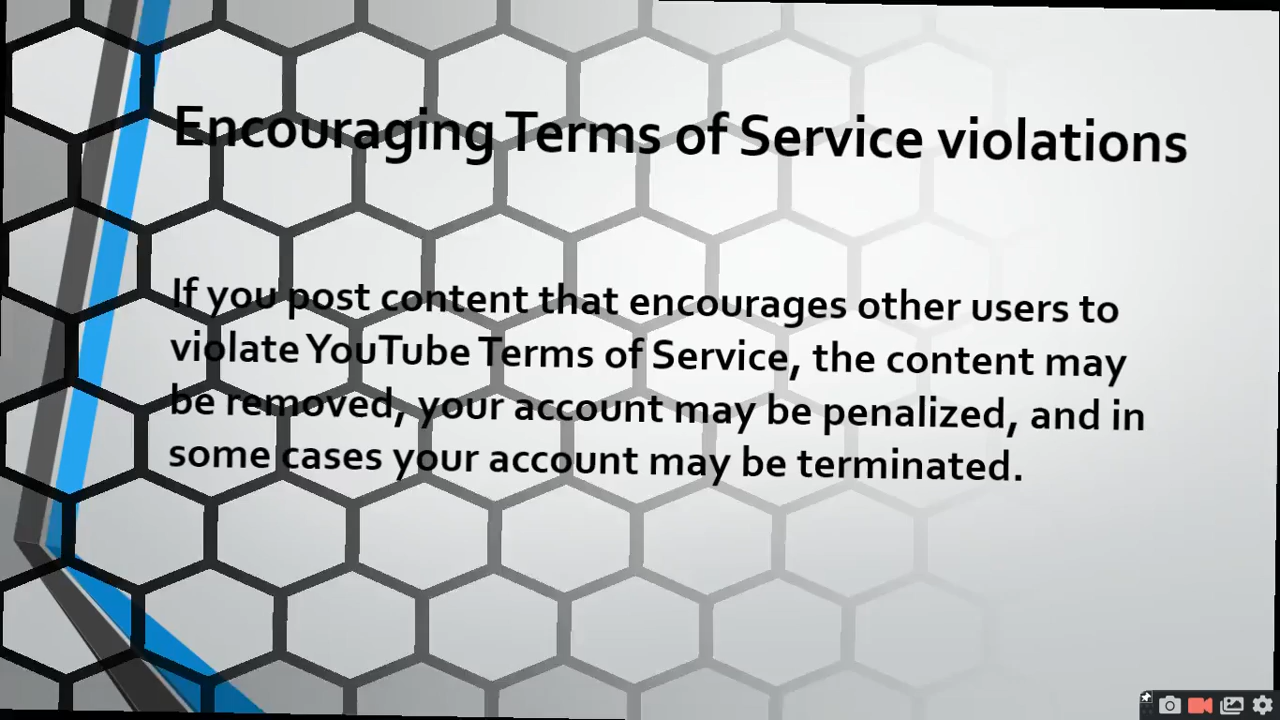 Encouraging Terms of Service violations
If you post content that encourages other users to
violate YouTube Terms of Service, the content may
be removed, your account may be penalized, and in
some cases your account may be terminated.